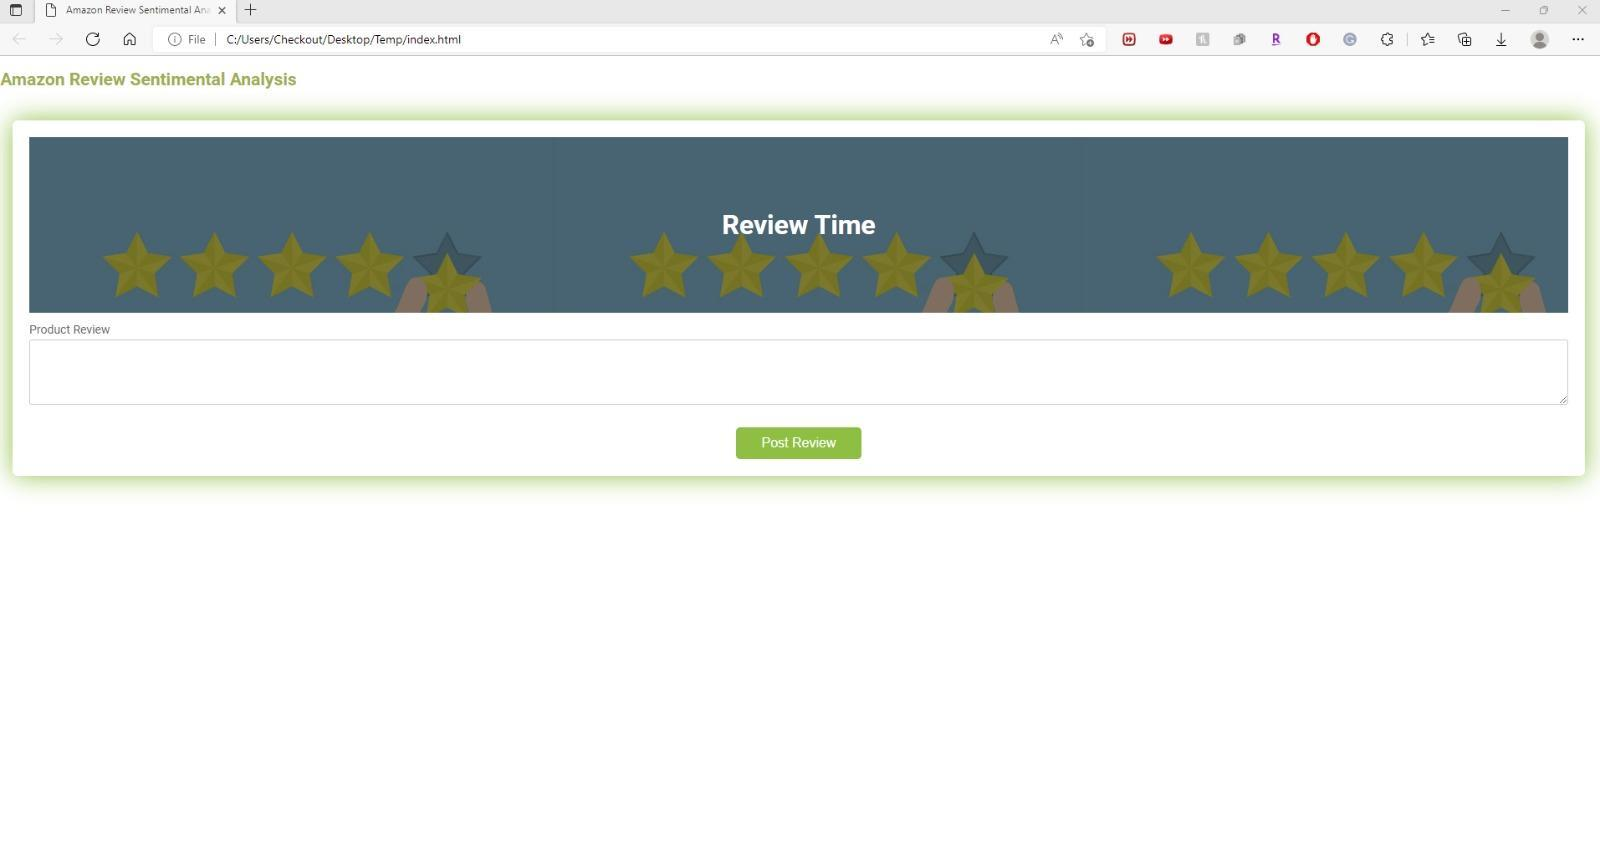 Amazon Review Sentimental Ana
File
C:/Users/Checkout/Desktop/Temp/index.html
Amazon Review Sentimental Analysis
Review Time
Product Review
Post Review